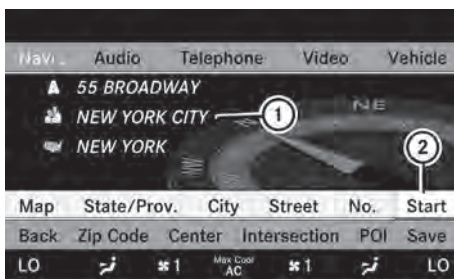 Navi Audio Telephone Video Vehicle
55 BROADWAY
NEW YORK CITY 1
NE
NEW YORK
2
Map State/Prov. City Street No. Start
Back Zip Code Center Intersection POI Save
LO 1 Max Cool AC 1 LO